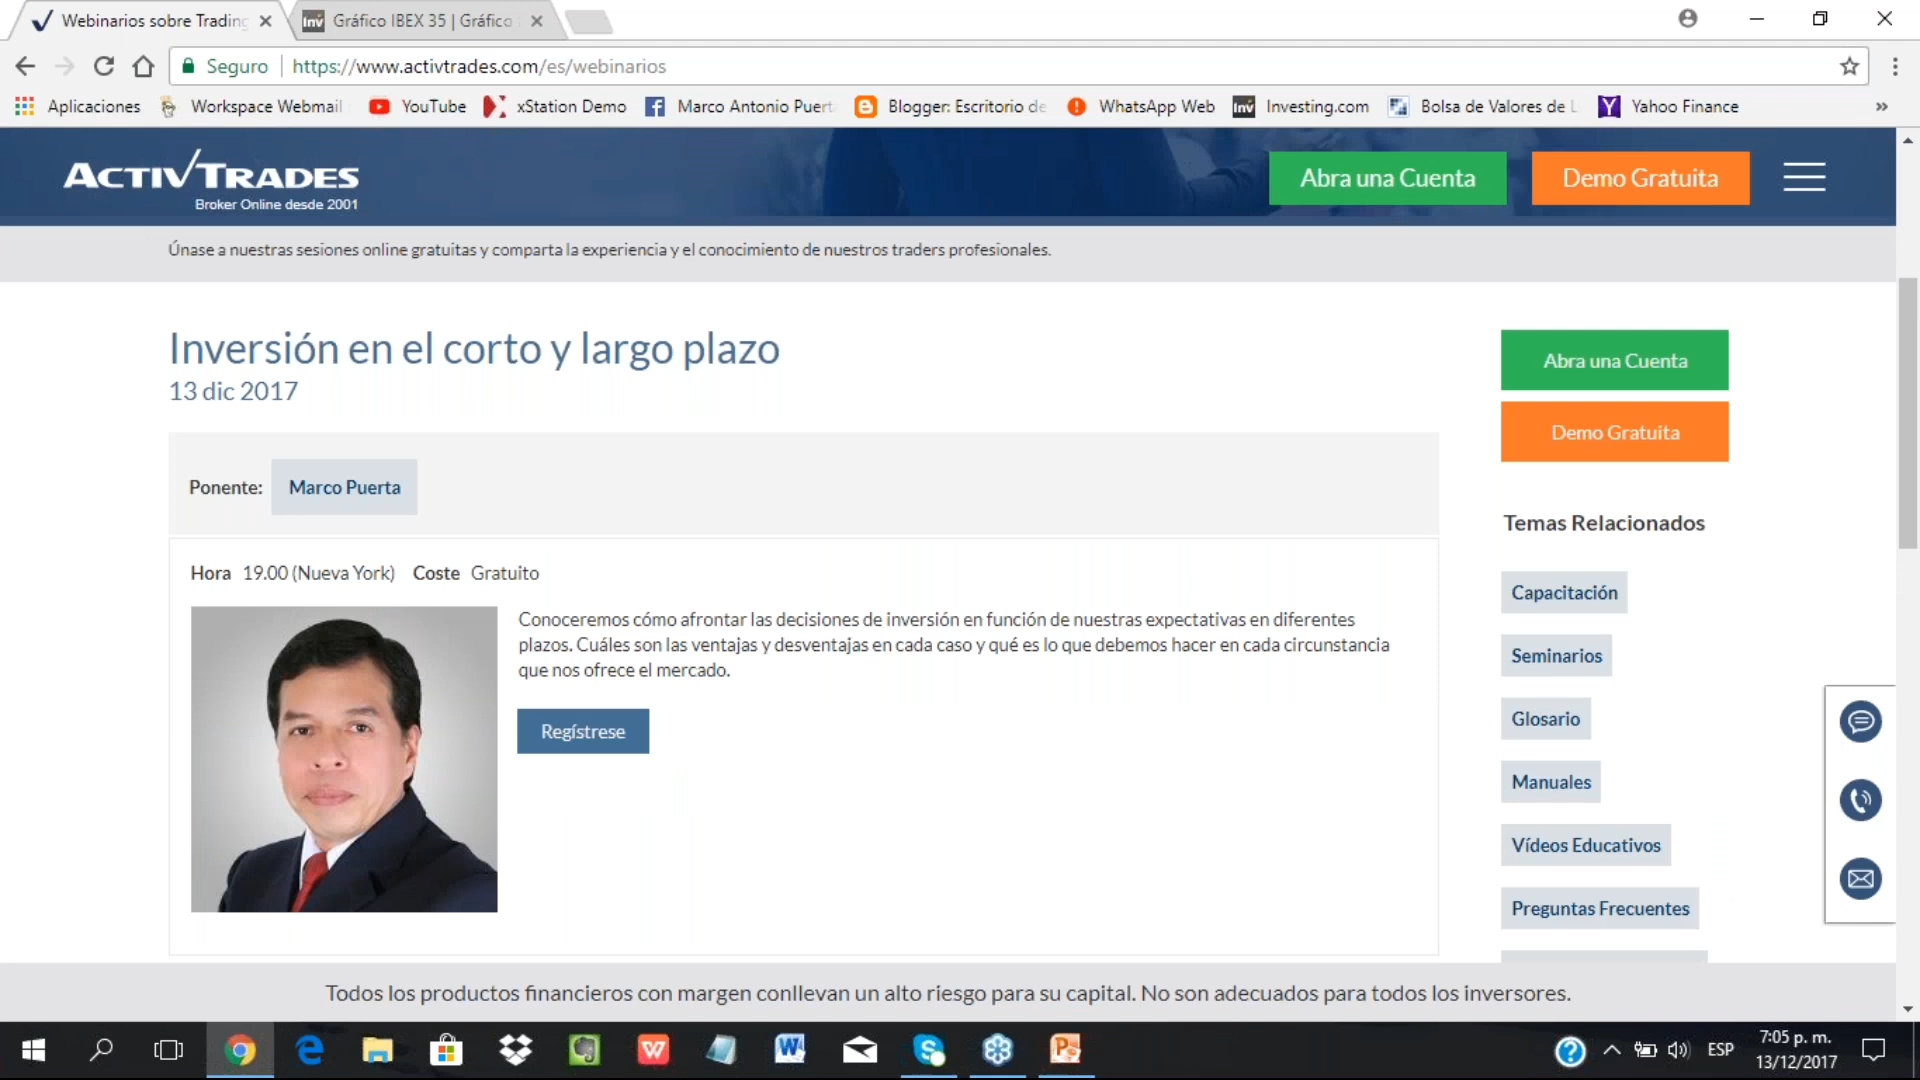 Webinarios sobre Trading
Gráfico IBEX 35 | Gráfico
Seguro
https://www.activtrades.com/es/webinarios
Aplicaciones
Workspace Webmail
YouTube
xStation Demo
Marco Antonio Puert
Blogger: Escritorio de
WhatsApp Web
Inv
Investing.com
Bolsa de Valores de L
Yahoo Finance
»
ACTIVTRADES
Broker Online desde 2001
Abra una Cuenta
Demo Gratuita
Únase a nuestras sesiones online gratuitas y comparta la experiencia y el conocimiento de nuestros traders profesionales.
Inversión en el corto y largo plazo
13 dic 2017
Ponente: Marco Puerta
Hora 19.00 (Nueva York) Coste Gratuito
Conoceremos cómo afrontar las decisiones de inversión en función de nuestras expectativas en diferentes
plazos. Cuáles son las ventajas y desventajas en cada caso y qué es lo que debemos hacer en cada circunstancia
que nos ofrece el mercado.
Regístrese
Abra una Cuenta
Demo Gratuita
Temas Relacionados
Capacitación
Seminarios
Glosario
Manuales
Vídeos Educativos
Preguntas Frecuentes
Todos los productos financieros con margen conllevan un alto riesgo para su capital. No son adecuados para todos los inversores.
ESP
7:05 p. m.
13/12/2017